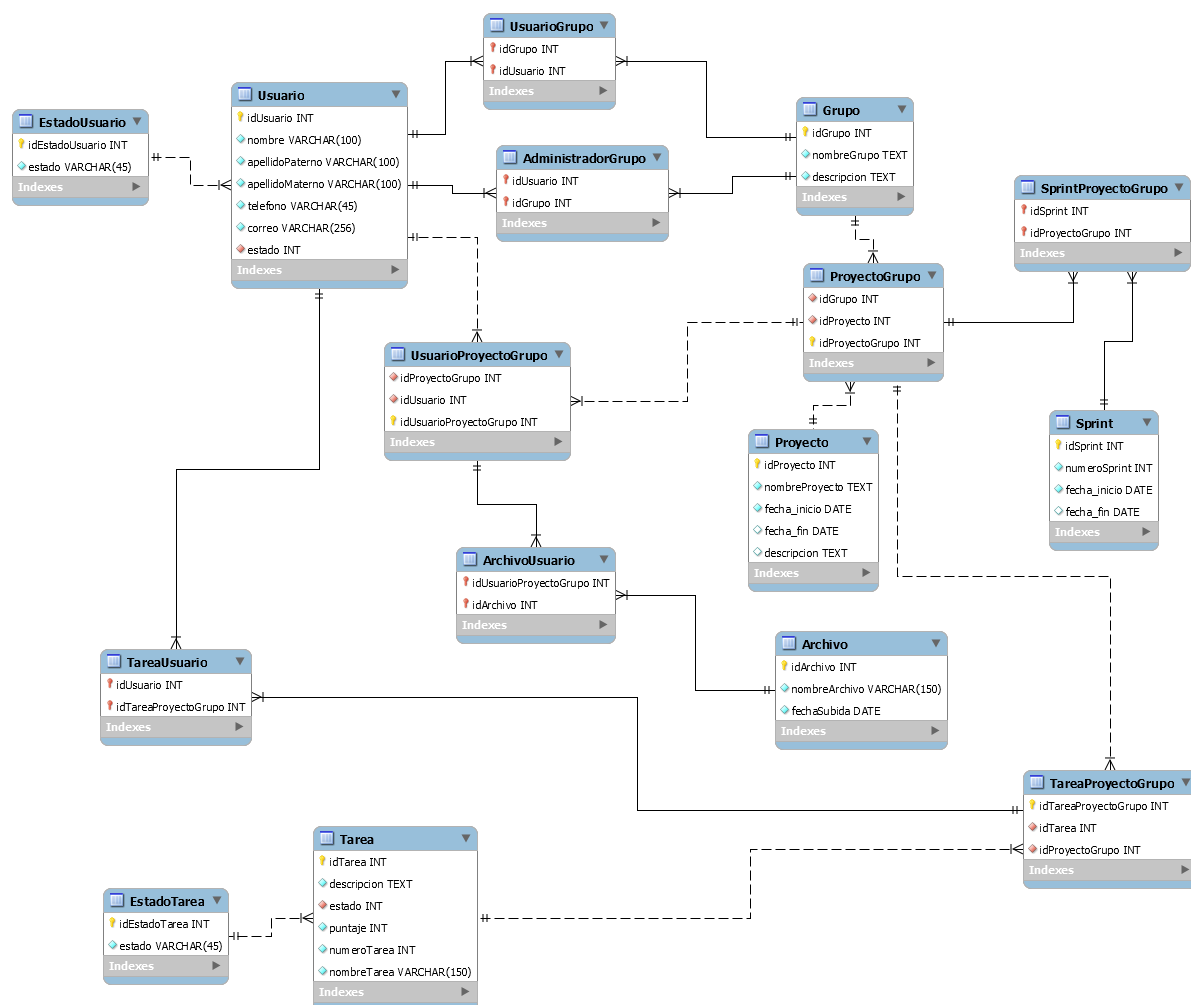 UsuarioGrupo
idGrupo INT
idUsuario INT
Indexes
Usuario
idUsuario INT
nombre VARCHAR(100)
apellidoPaterno VARCHAR(100)
apellidoMaterno VARCHAR(100)
telefono VARCHAR(45)
correo VARCHAR(256)
estado INT
Indexes
EstadoUsuario
idEstadoUsuario INT
estado VARCHAR(45)
Indexes
AdministradorGrupo
idUsuario INT
idGrupo INT
Indexes
Grupo
idGrupo INT
nombreGrupo TEXT
descripcion TEXT
Indexes
SprintProyectoGrupo
idSprint INT
idProyectoGrupo INT
Indexes
ProyectoGrupo
idGrupo INT
idProyecto INT
idProyectoGrupo INT
Indexes
UsuarioProyectoGrupo
idProyectoGrupo INT
idUsuario INT
idUsuarioProyectoGrupo INT
Indexes
Proyecto
idProyecto INT
nombreProyecto TEXT
fecha_inicio DATE
fecha_fin DATE
descripcion TEXT
Indexes
Sprint
idSprint INT
numeroSprint INT
fecha_inicio DATE
fecha_fin DATE
Indexes
ArchivoUsuario
idUsuarioProyectoGrupo INT
idArchivo INT
Indexes
Archivo
idArchivo INT
nombreArchivo VARCHAR(150)
fechaSubida DATE
Indexes
TareaUsuario
idUsuario INT
idTareaProyectoGrupo INT
Indexes
TareaProyectoGrupo
idTareaProyectoGrupo INT
idTarea INT
idProyectoGrupo INT
Indexes
Tarea
idTarea INT
descripcion TEXT
estado INT
puntaje INT
numeroTarea INT
nombreTarea VARCHAR(150)
Indexes
EstadoTarea
idEstadoTarea INT
estado VARCHAR(45)
Indexes